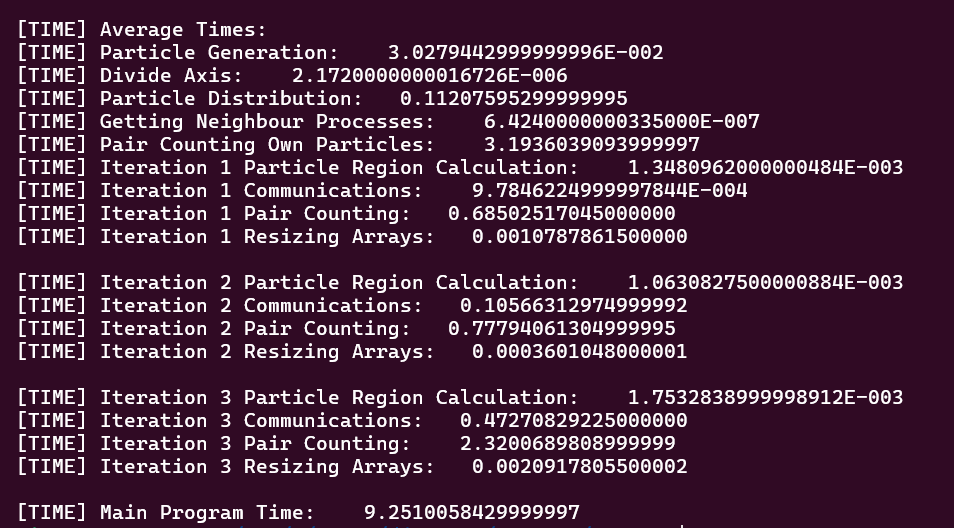 [TIME] Average Times:
[TIME] Particle Generation:    3.0279442999999996E-002
[TIME] Divide Axis:    2.1720000000016726E-006
[TIME] Particle Distribution:   0.11207595299999995
[TIME] Getting Neighbour Processes:    6.4240000000335000E-007
[TIME] Pair Counting Own Particles:    3.1936039093999997
[TIME] Iteration 1 Particle Region Calculation:    1.3480962000000484E-003
[TIME] Iteration 1 Communications:    9.7846224999997844E-004
[TIME] Iteration 1 Pair Counting:   0.68502517045000000
[TIME] Iteration 1 Resizing Arrays:   0.0010787861500000
[TIME] Iteration 2 Particle Region Calculation:    1.0630827500000884E-003
[TIME] Iteration 2 Communications:   0.10566312974999992
[TIME] Iteration 2 Pair Counting:   0.77794061304999995
[TIME] Iteration 2 Resizing Arrays:   0.0003601048000001
[TIME] Iteration 3 Particle Region Calculation:    1.7532838999998912E-003
[TIME] Iteration 3 Communications:   0.47270829225000000
[TIME] Iteration 3 Pair Counting:    2.3200689808999999
[TIME] Iteration 3 Resizing Arrays:   0.0020917805500002
[TIME] Main Program Time:    9.2510058429999997